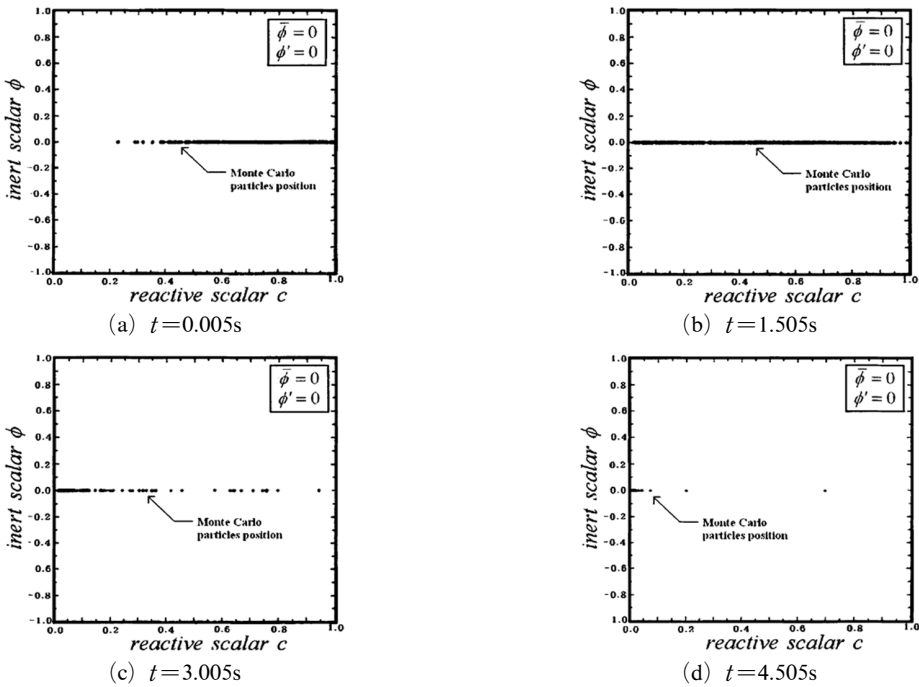 1.0
0.8
0.6
0.4
0.2
0.0
-0.2
-0.4
-0.6
-0.8
-1.0
inert scalar ϕ
ϕ̅ = 0
ϕ′ = 0
Monte Carlo
particles position
0.0 0.2 0.4 0.6 0.8 1.0
reactive scalar c
(a) t=0.005s
1.0
0.8
0.6
0.4
0.2
0.0
-0.2
-0.4
-0.6
-0.8
-1.0
inert scalar ϕ
ϕ̅ = 0
ϕ′ = 0
Monte Carlo
particles position
0.0 0.2 0.4 0.6 0.8 1.0
reactive scalar c
(b) t=1.505s
1.0
0.8
0.6
0.4
0.2
0.0
-0.2
-0.4
-0.6
-0.8
-1.0
inert scalar ϕ
ϕ̅ = 0
ϕ′ = 0
Monte Carlo
particles position
0.0 0.2 0.4 0.6 0.8 1.0
reactive scalar c
(c) t=3.005s
1.0
0.8
0.6
0.4
0.2
0.0
-0.2
-0.4
-0.6
-0.8
-1.0
inert scalar ϕ
ϕ̅ = 0
ϕ′ = 0
Monte Carlo
particles position
0.0 0.2 0.4 0.6 0.8 1.0
reactive scalar c
(d) t=4.505s